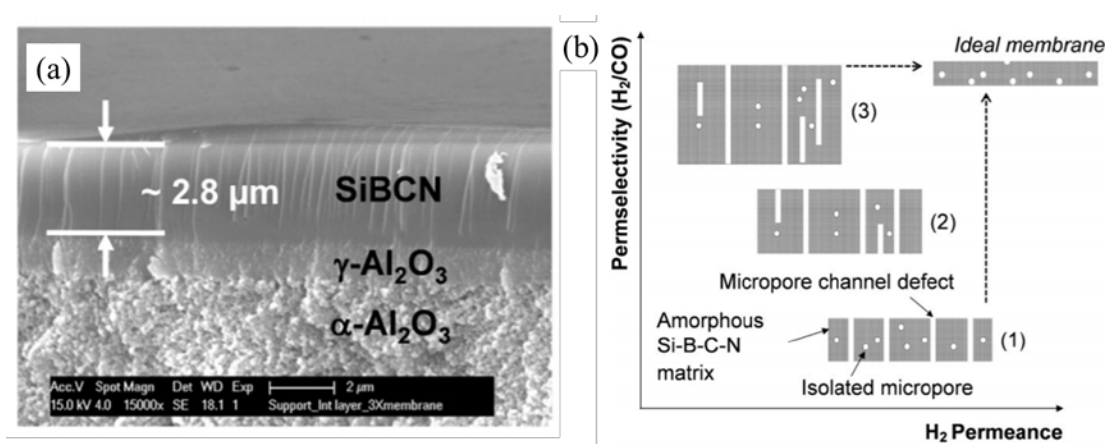 (a)
~ 2.8 μm
SiBCN
γ-Al₂O₃
α-Al₂O₃
Acc.V Spot Magn Det WD Exp 2 μm
15.0 kV 4.0 15000x SE 18.1 1 Support_Int layer_3Xmembrane
(b)
Permselectivity (H₂/CO)
Ideal membrane
(3)
(2)
Micropore channel defect
Amorphous
Si-B-C-N
matrix
(1)
Isolated micropore
H₂ Permeance